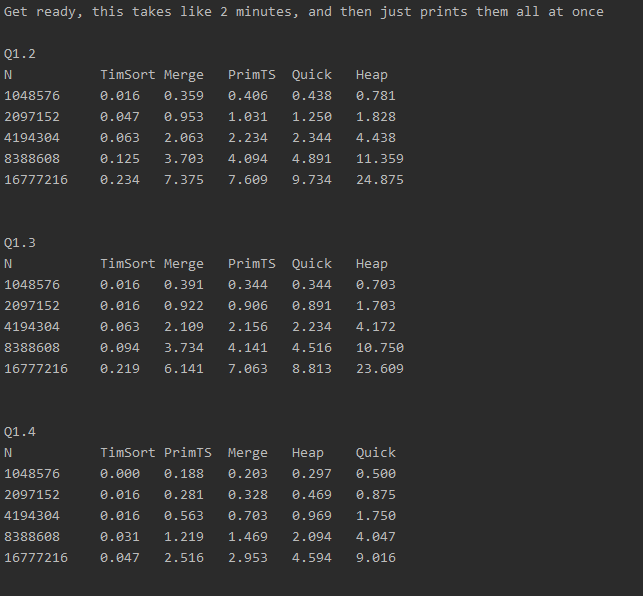 Get ready, this takes like 2 minutes, and then just prints them all at once
Q1.2
N TimSort Merge PrimTS Quick Heap
1048576 0.016 0.359 0.406 0.438 0.781
2097152 0.047 0.953 1.031 1.250 1.828
4194304 0.063 2.063 2.234 2.344 4.438
8388608 0.125 3.703 4.094 4.891 11.359
16777216 0.234 7.375 7.609 9.734 24.875
Q1.3
N TimSort Merge PrimTS Quick Heap
1048576 0.016 0.391 0.344 0.344 0.703
2097152 0.016 0.922 0.906 0.891 1.703
4194304 0.063 2.109 2.156 2.234 4.172
8388608 0.094 3.734 4.141 4.516 10.750
16777216 0.219 6.141 7.063 8.813 23.609
Q1.4
N TimSort PrimTS Merge Heap Quick
1048576 0.000 0.188 0.203 0.297 0.500
2097152 0.016 0.281 0.328 0.469 0.875
4194304 0.016 0.563 0.703 0.969 1.750
8388608 0.031 1.219 1.469 2.094 4.047
16777216 0.047 2.516 2.953 4.594 9.016